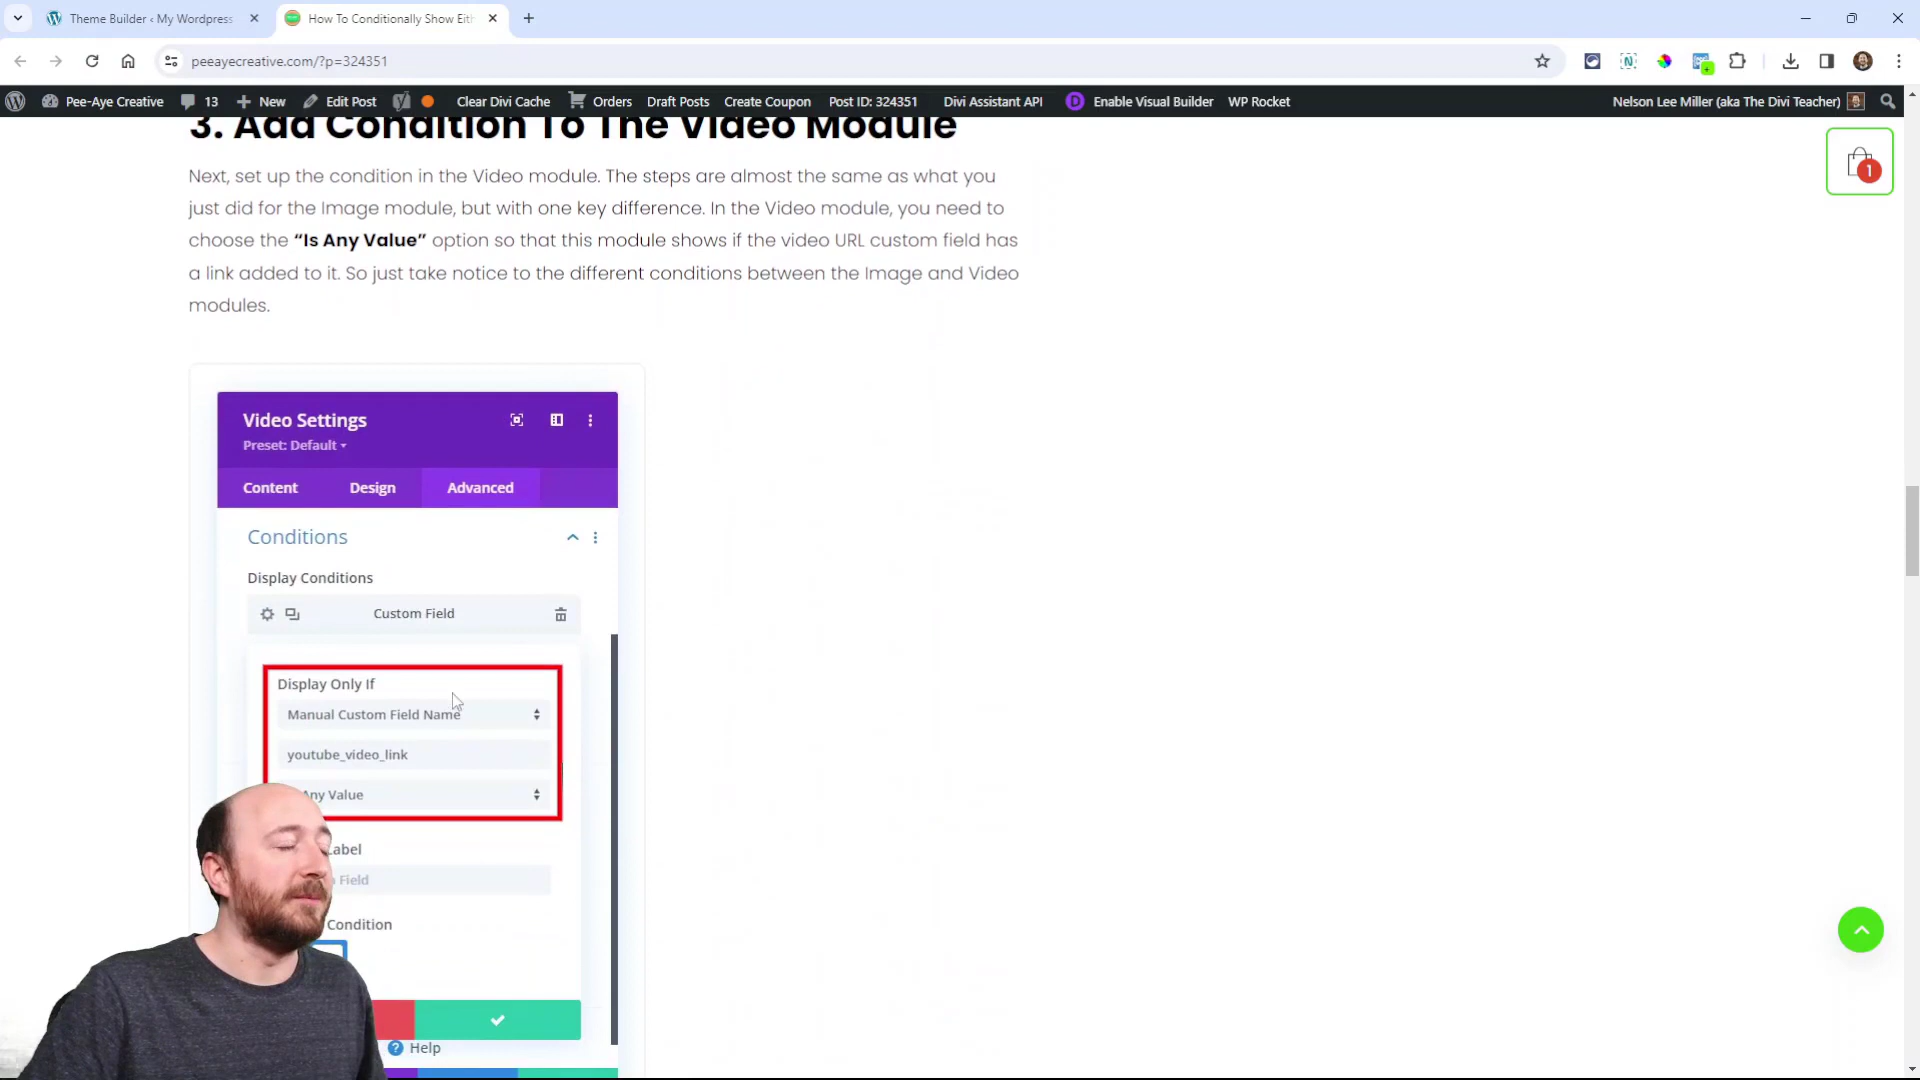 Theme Builder ‹ My Wordpress
How To Conditionally Show Eith
peeayecreative.com/?p=324351
Pee-Aye Creative 13 New Edit Post Clear Divi Cache Orders Draft Posts Create Coupon Post ID: 324351 Divi Assistant API Enable Visual Builder WP Rocket Nelson Lee Miller (aka The Divi Teacher)
3. Add Condition To The Video Module
1
Next, set up the condition in the Video module. The steps are almost the same as what you
just did for the Image module, but with one key difference. In the Video module, you need to
choose the “Is Any Value” option so that this module shows if the video URL custom field has
a link added to it. So just take notice to the different conditions between the Image and Video
modules.
Video Settings
Preset: Default
Content Design Advanced
Conditions
Display Conditions
Custom Field
Display Only If
Manual Custom Field Name
youtube_video_link
Any Value
Label
Field
Condition
Help